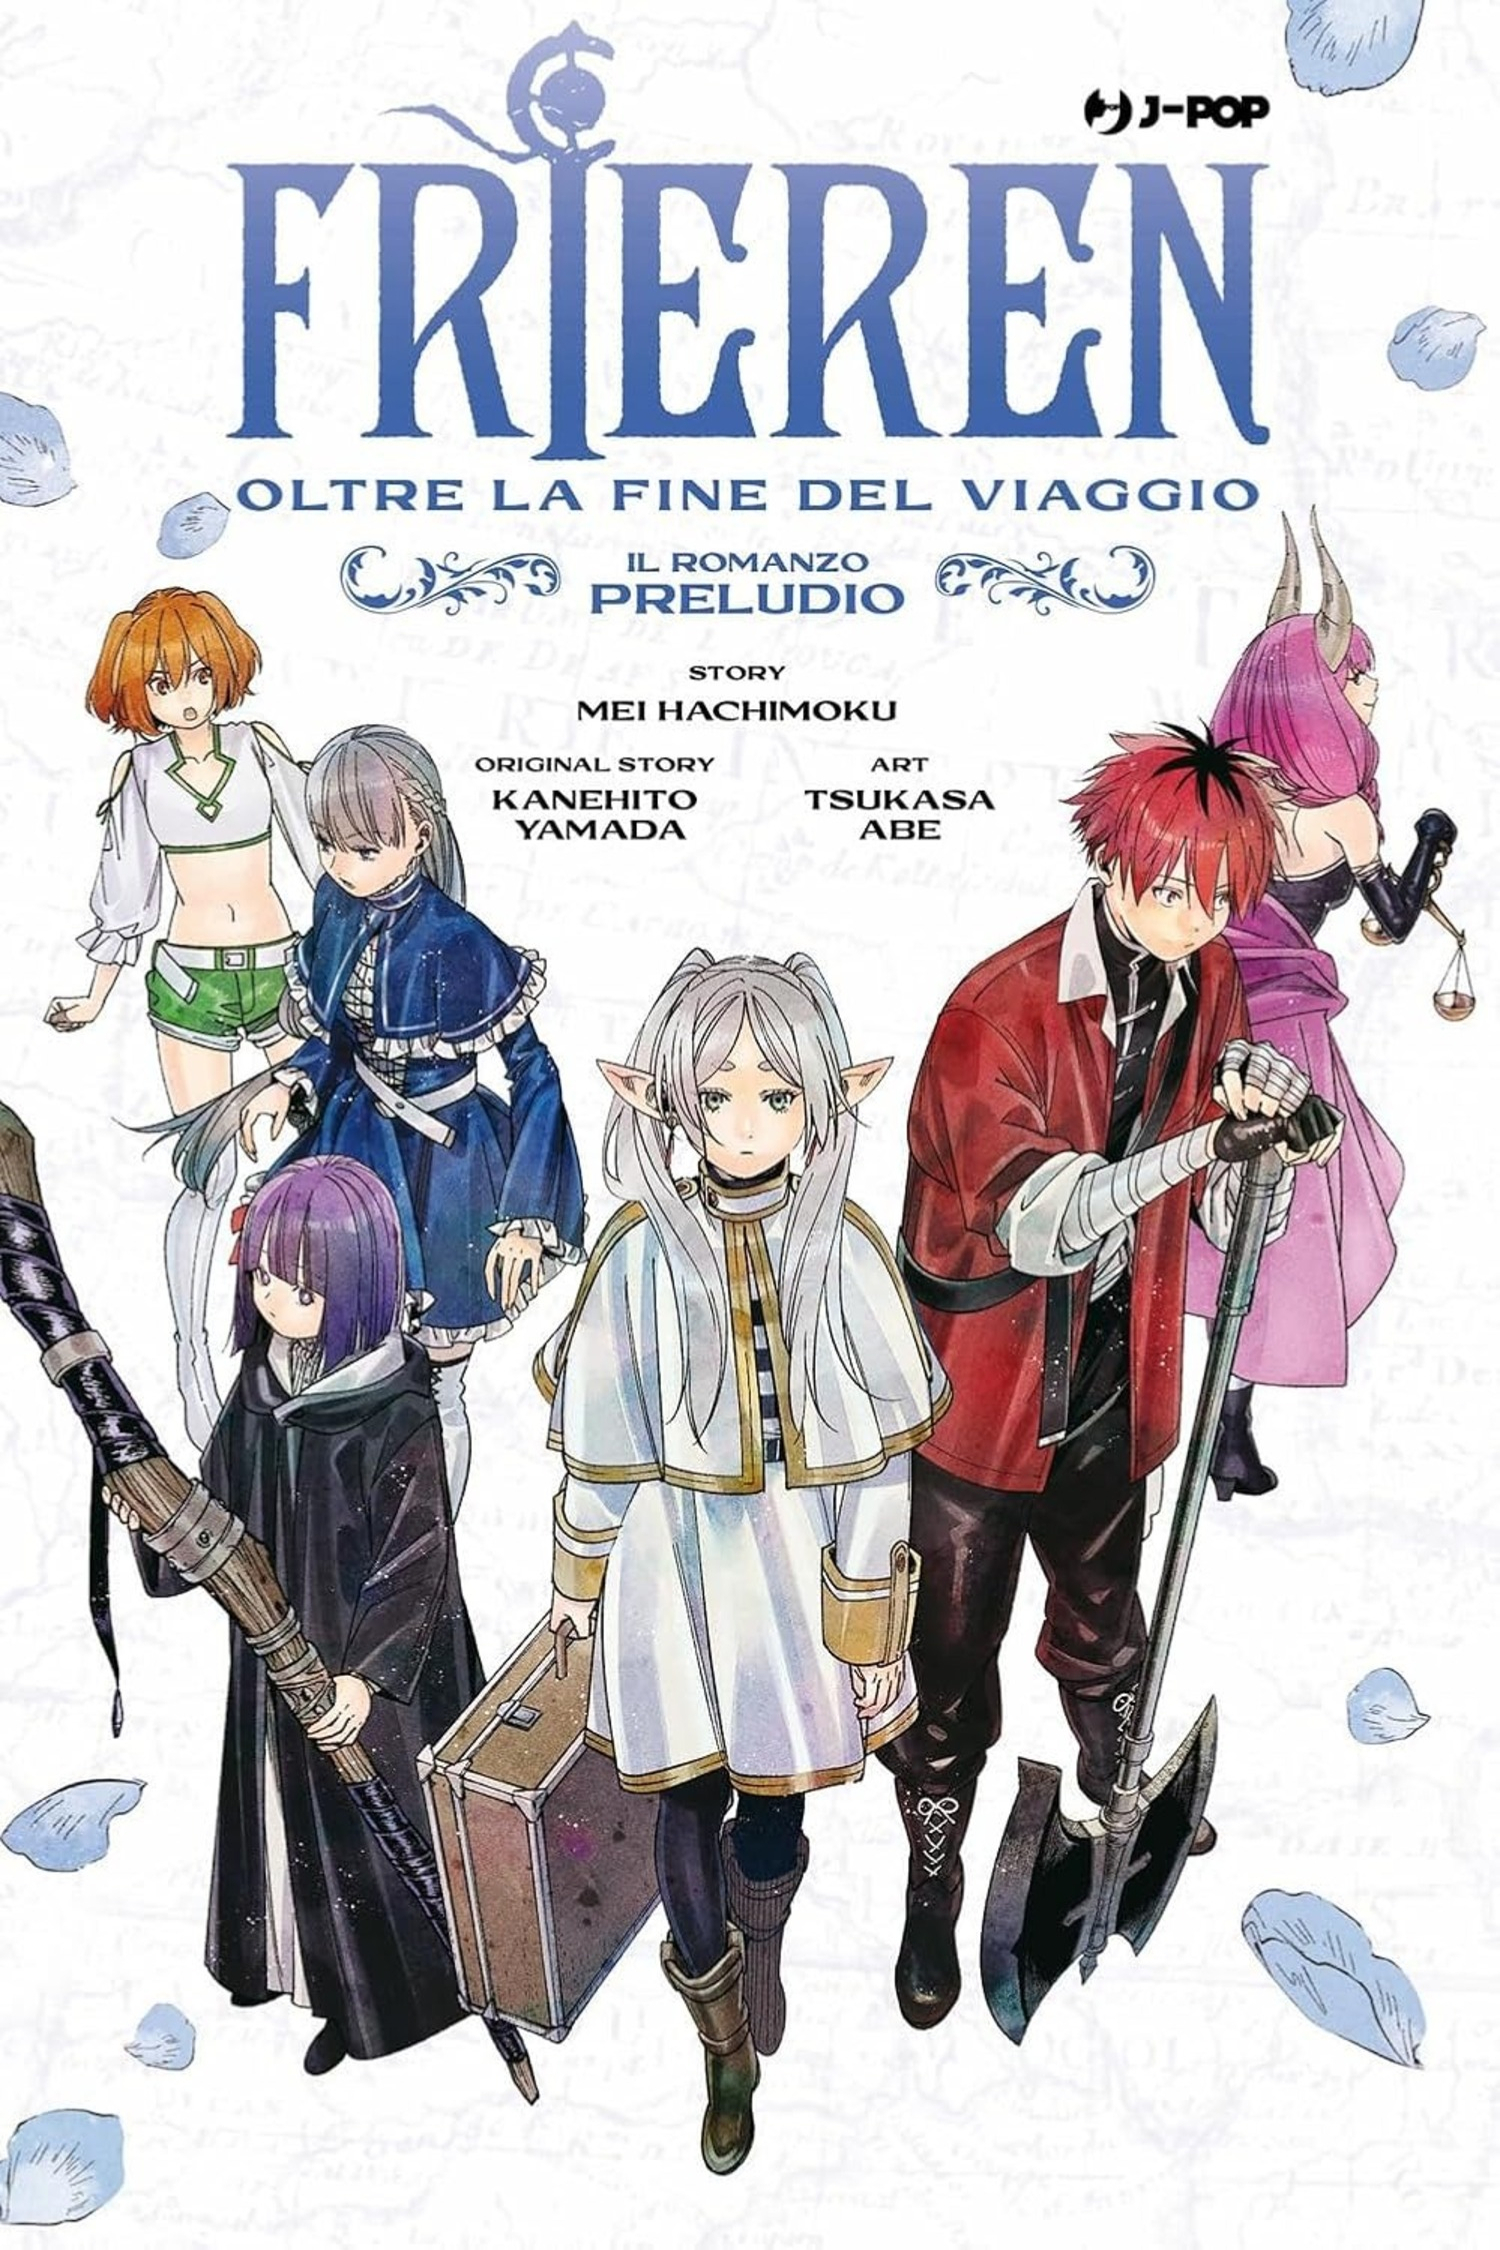 J-POP
FRIEREN
OLTRE LA FINE DEL VIAGGIO
IL ROMANZO
PRELUDIO
STORY
MEI HACHIMOKU
ORIGINAL STORY
KANEHITO
YAMADA
ART
TSUKASA
ABE